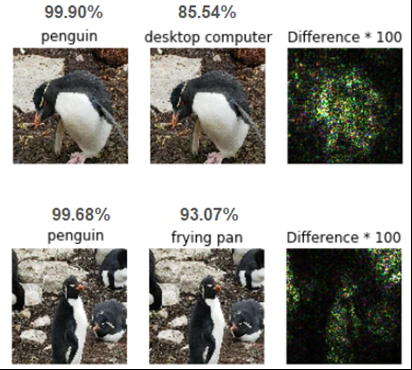 99.90% 85.54%
penguin desktop computer Difference * 100
99.68% 93.07%
penguin frying pan Difference * 100